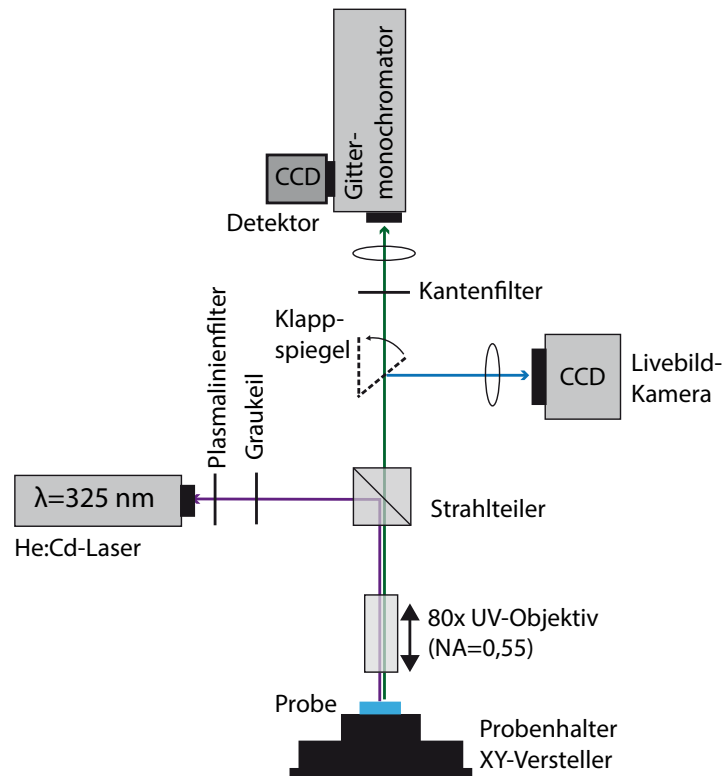 Gitter-
monochromator
CCD
Detektor
Kantenfilter
Klapp-
spiegel
CCD
Livebild-
Kamera
Plasmalinienfilter
Graukeil
λ=325 nm
He:Cd-Laser
Strahlteiler
80x UV-Objektiv
(NA=0,55)
Probe
Probenhalter
XY-Versteller